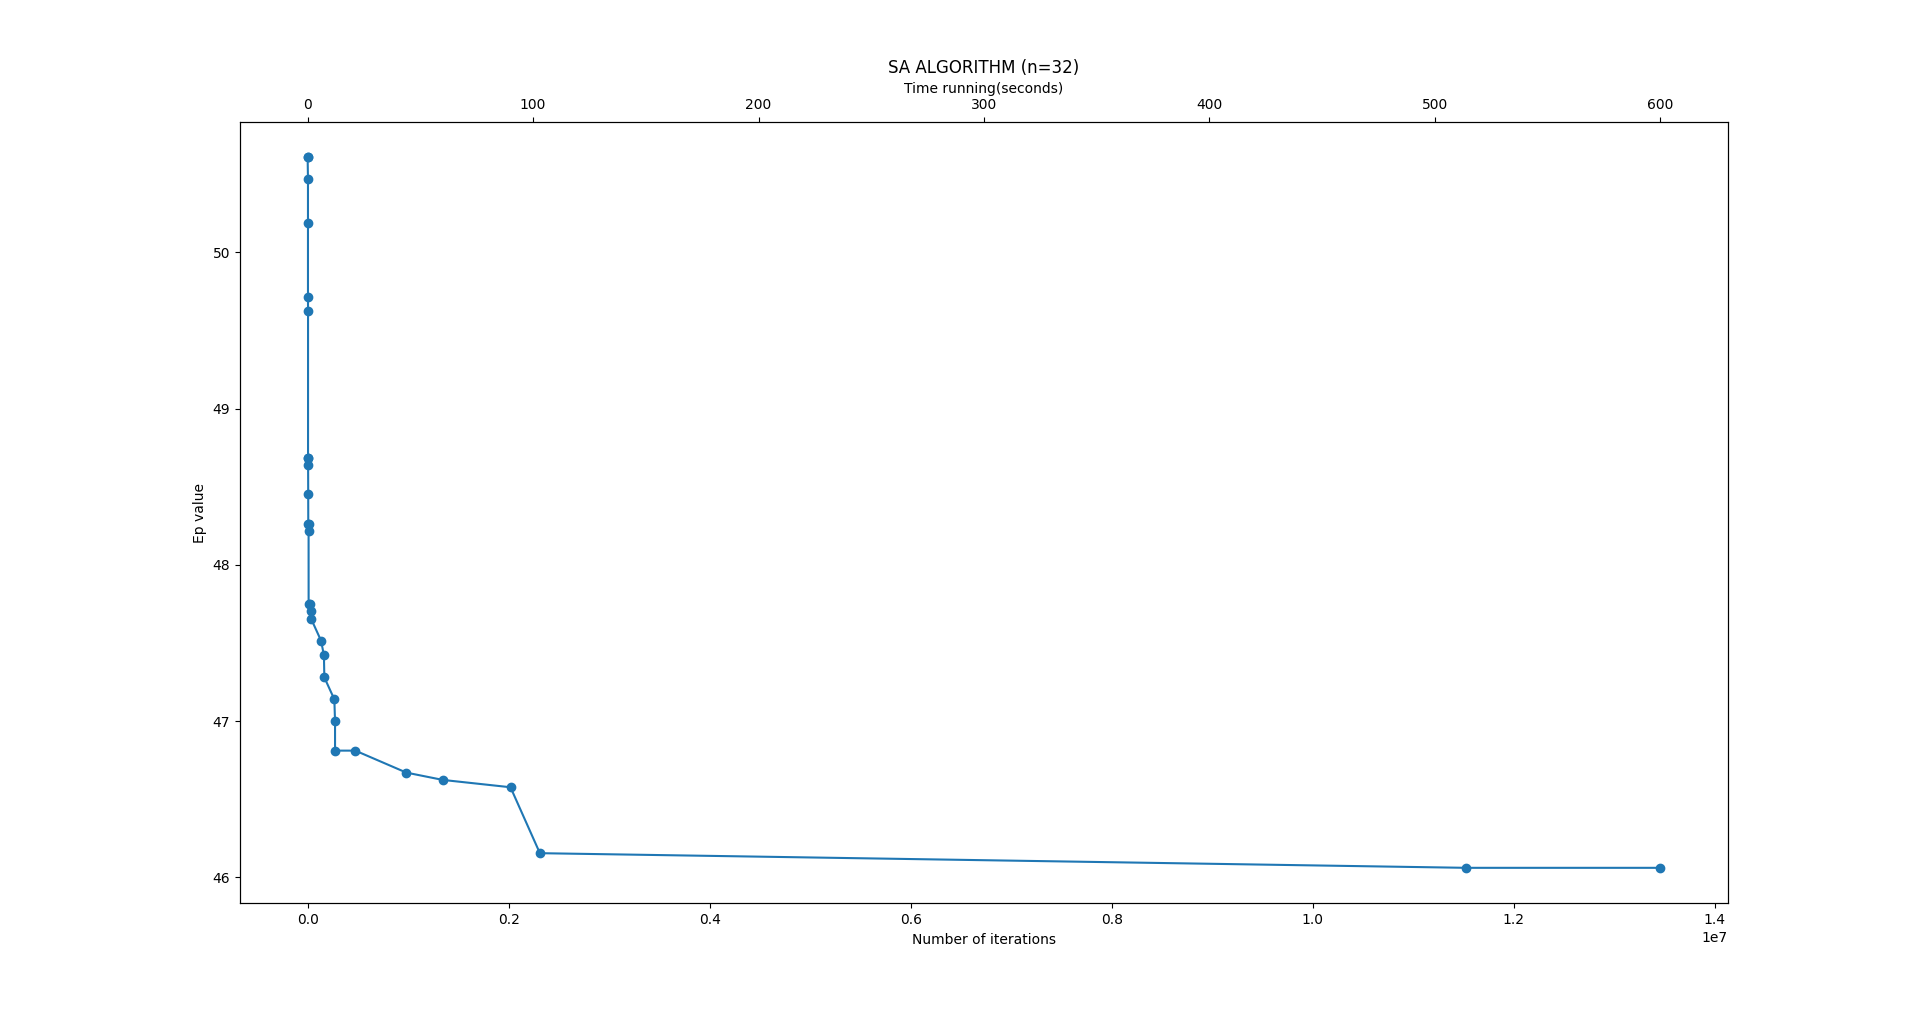 SA ALGORITHM (n=32)
Time running(seconds)
0 100 200 300 400 500 600
50
49
48
47
46
Ep value
0.0 0.2 0.4 0.6 0.8 1.0 1.2 1.4
1e7
Number of iterations